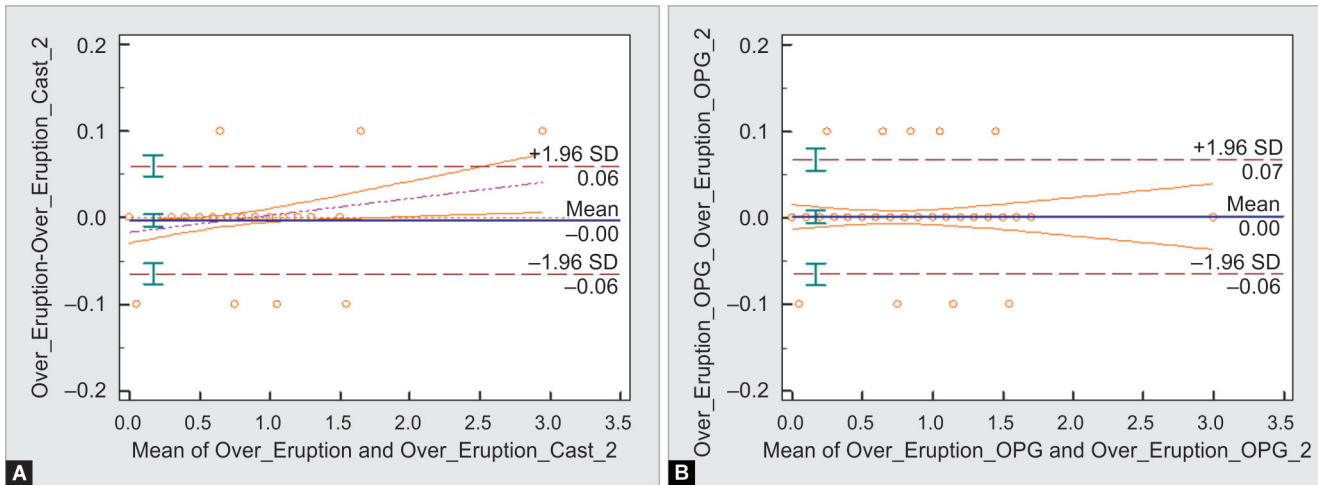 Over_Eruption-Over_Eruption_Cast_2
0.2
0.1
0.0
–0.1
–0.2
+1.96 SD
0.06
Mean
–0.00
–1.96 SD
–0.06
0.0 0.5 1.0 1.5 2.0 2.5 3.0 3.5
Mean of Over_Eruption and Over_Eruption_Cast_2
A
Over_Eruption_OPG_Over_Eruption_OPG_2
0.2
0.1
0.0
–0.1
–0.2
+1.96 SD
0.07
Mean
0.00
–1.96 SD
–0.06
0.0 0.5 1.0 1.5 2.0 2.5 3.0 3.5
Mean of Over_Eruption_OPG and Over_Eruption_OPG_2
B